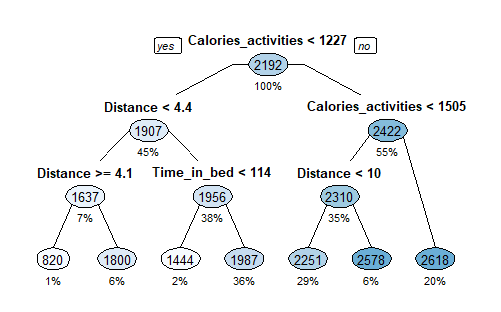 Calories_activities < 1227
yes no
2192
100%
Distance < 4.4 Calories_activities < 1505
1907 2422
45% 55%
Distance >= 4.1 Time_in_bed < 114 Distance < 10
1637 1956 2310
7% 38% 35%
820 1800 1444 1987 2251 2578 2618
1% 6% 2% 36% 29% 6% 20%